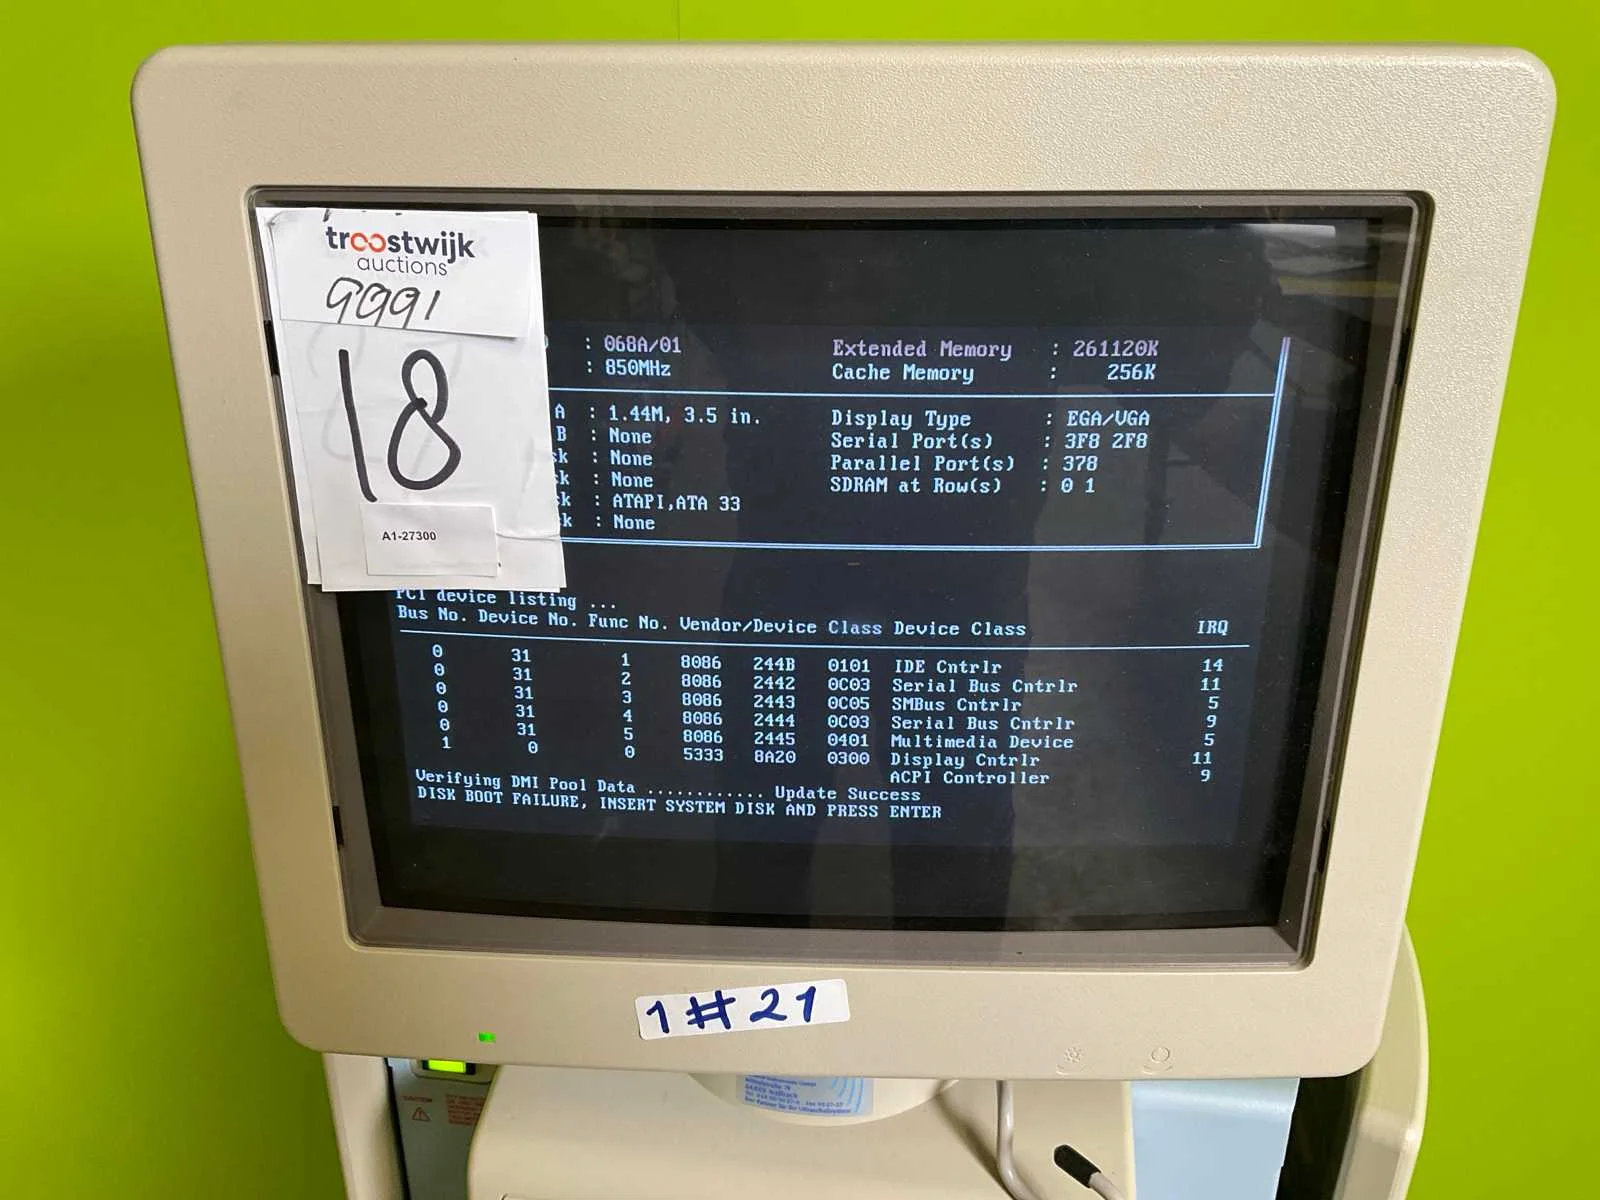 troostwijk
auctions
9991
18
A1-27300
: 068A/01 Extended Memory : 261120K
: 850MHz Cache Memory : 256K
A : 1.44M, 3.5 in. Display Type : EGA/VGA
B : None Serial Port(s) : 3F8 2F8
sk : None Parallel Port(s) : 378
sk : None SDRAM at Row(s) : 0 1
sk : ATAPI,ATA 33
sk : None
PCI device listing ...
Bus No. Device No. Func No. Vendor/Device Class Device Class IRQ
0 31 1 8086 244B 0101 IDE Cntrlr 14
0 31 2 8086 2442 0C03 Serial Bus Cntrlr 11
0 31 3 8086 2443 0C05 SMBus Cntrlr 5
0 31 4 8086 2444 0C03 Serial Bus Cntrlr 9
0 31 5 8086 2445 0401 Multimedia Device 5
1 0 0 5333 8A20 0300 Display Cntrlr 11
ACPI Controller 9
Verifying DMI Pool Data ............ Update Success
DISK BOOT FAILURE, INSERT SYSTEM DISK AND PRESS ENTER
1#21
CAUTION